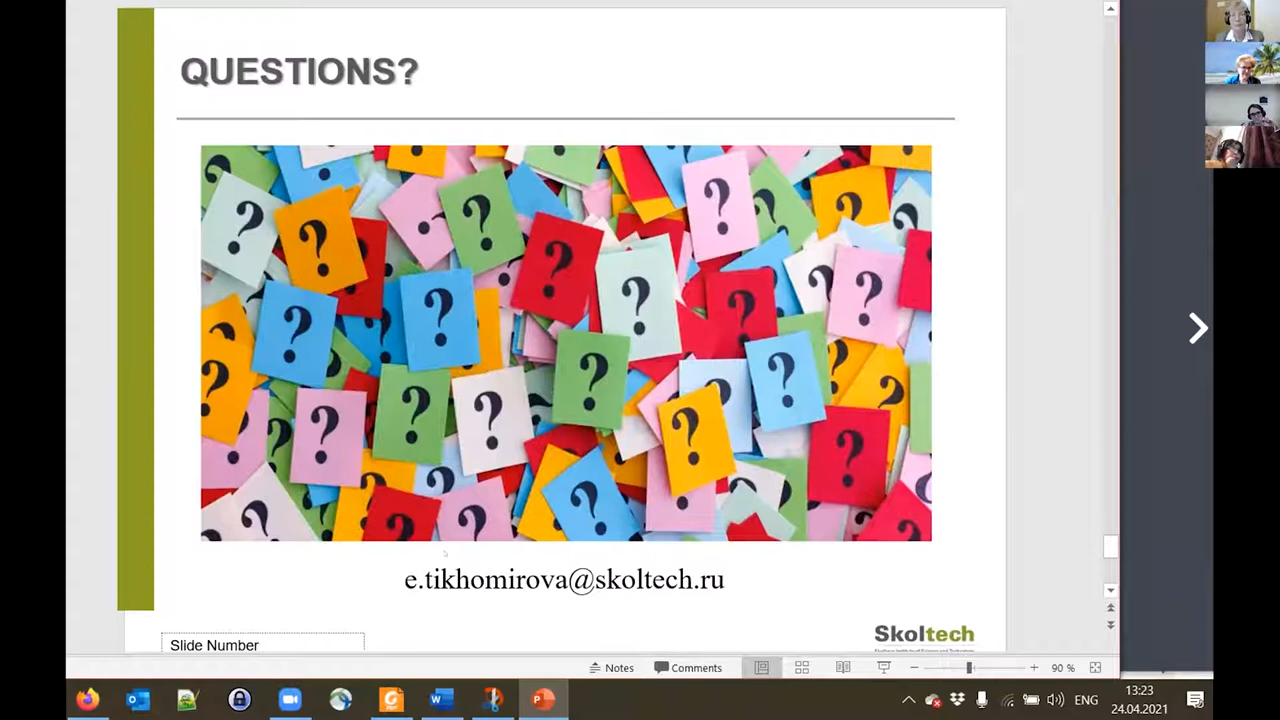 QUESTIONS?
e.tikhomirova@skoltech.ru
Slide Number
Skoltech
Notes
Comments
90 %
ENG
13:23
24.04.2021